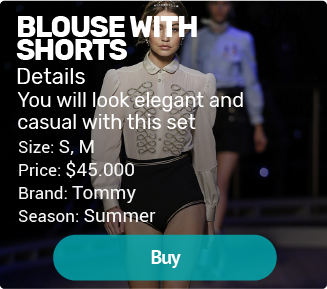 BLOUSE WITH
SHORTS
Details
You will look elegant and
casual with this set
Size: S, M
Price: $45.000
Brand: Tommy
Season: Summer
Buy